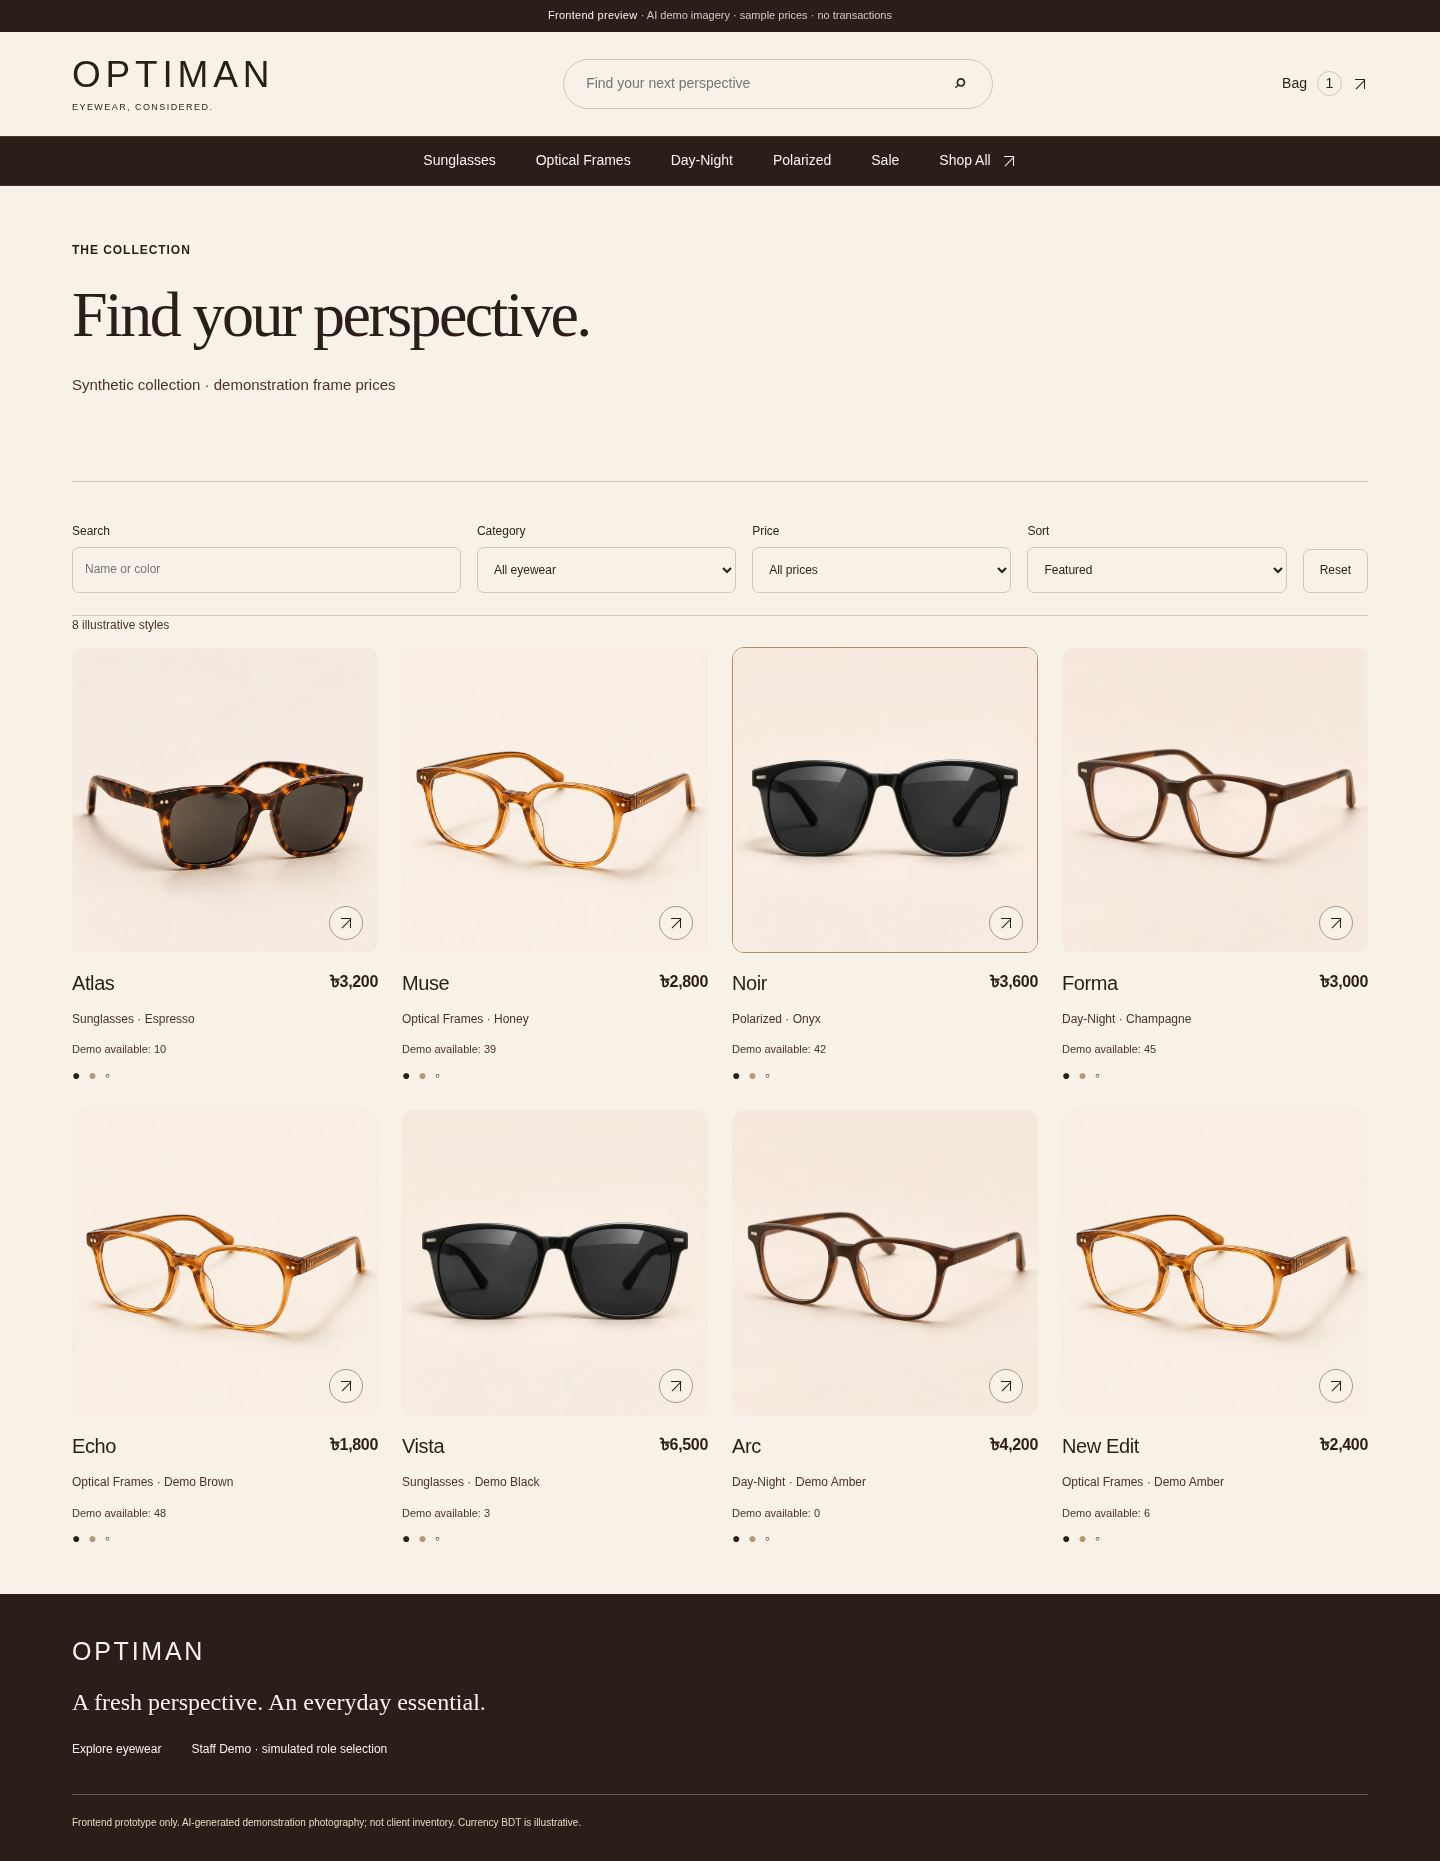 Frontend preview · AI demo imagery · sample prices · no transactions
OPTIMAN
EYEWEAR, CONSIDERED.
Find your next perspective
Bag 1
Sunglasses Optical Frames Day-Night Polarized Sale Shop All
THE COLLECTION
Find your perspective.
Synthetic collection · demonstration frame prices
Search Category Price Sort
Name or color All eyewear All prices Featured Reset
8 illustrative styles
Atlas ৳3,200 Muse ৳2,800 Noir ৳3,600 Forma ৳3,000
Sunglasses · Espresso Optical Frames · Honey Polarized · Onyx Day-Night · Champagne
Demo available: 10 Demo available: 39 Demo available: 42 Demo available: 45
Echo ৳1,800 Vista ৳6,500 Arc ৳4,200 New Edit ৳2,400
Optical Frames · Demo Brown Sunglasses · Demo Black Day-Night · Demo Amber Optical Frames · Demo Amber
Demo available: 48 Demo available: 3 Demo available: 0 Demo available: 6
OPTIMAN
A fresh perspective. An everyday essential.
Explore eyewear Staff Demo · simulated role selection
Frontend prototype only. AI-generated demonstration photography; not client inventory. Currency BDT is illustrative.